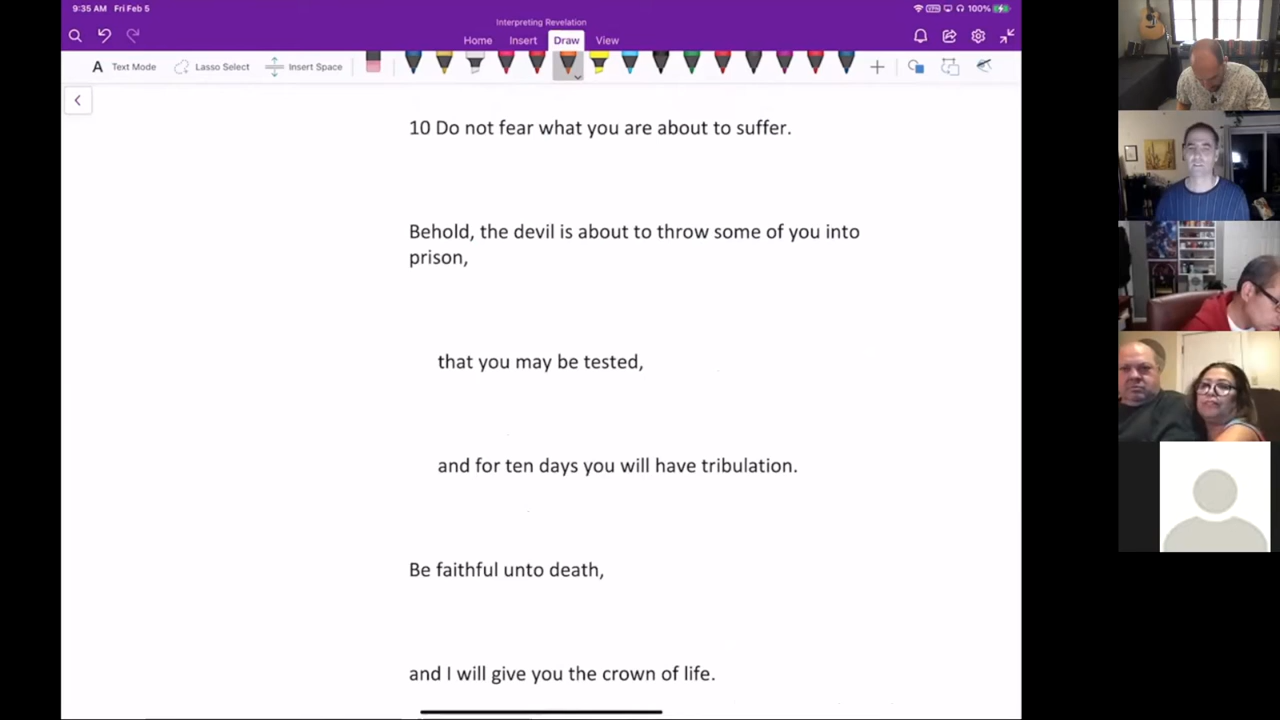 9:35 AM Fri Feb 5
100%
Interpreting Revelation
Home Insert Draw View
Text Mode Lasso Select Insert Space
10 Do not fear what you are about to suffer.
Behold, the devil is about to throw some of you into
prison,
that you may be tested,
and for ten days you will have tribulation.
Be faithful unto death,
and I will give you the crown of life.